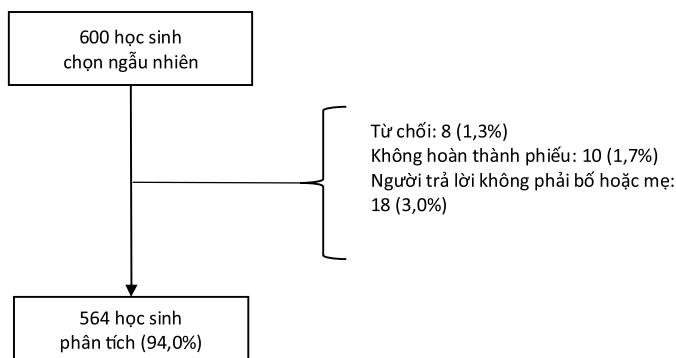 600 học sinh
chọn ngẫu nhiên
Từ chối: 8 (1,3%)
Không hoàn thành phiếu: 10 (1,7%)
Người trả lời không phải bố hoặc mẹ:
18 (3,0%)
564 học sinh
phân tích (94,0%)